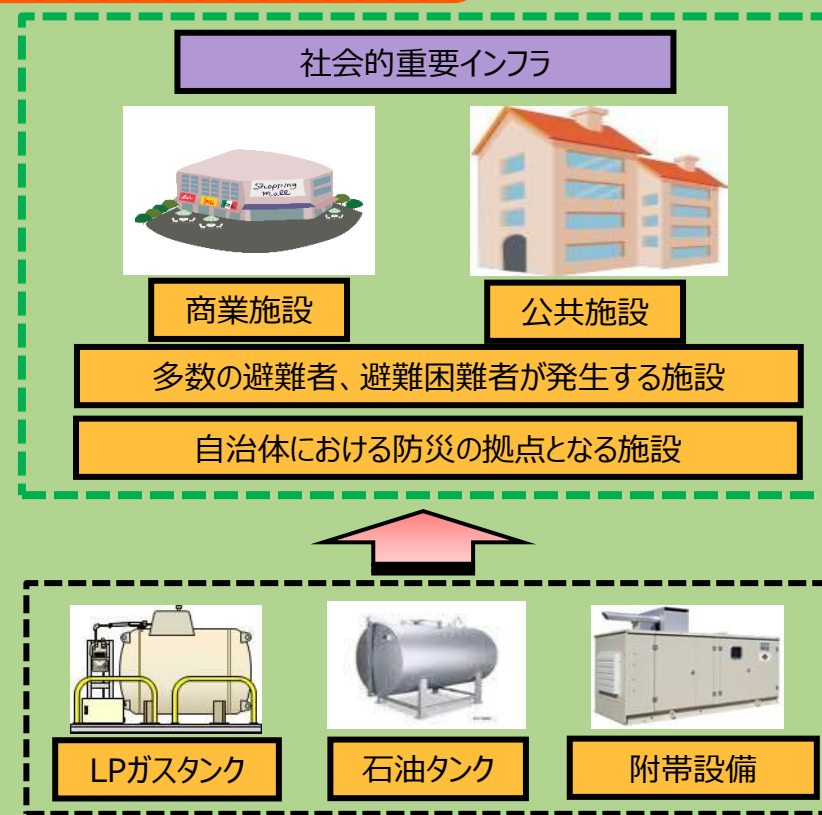 社会的重要インフラ
Shopping
mall
商業施設
公共施設
多数の避難者、避難困難者が発生する施設
自治体における防災の拠点となる施設
LPガスタンク
石油タンク
附帯設備